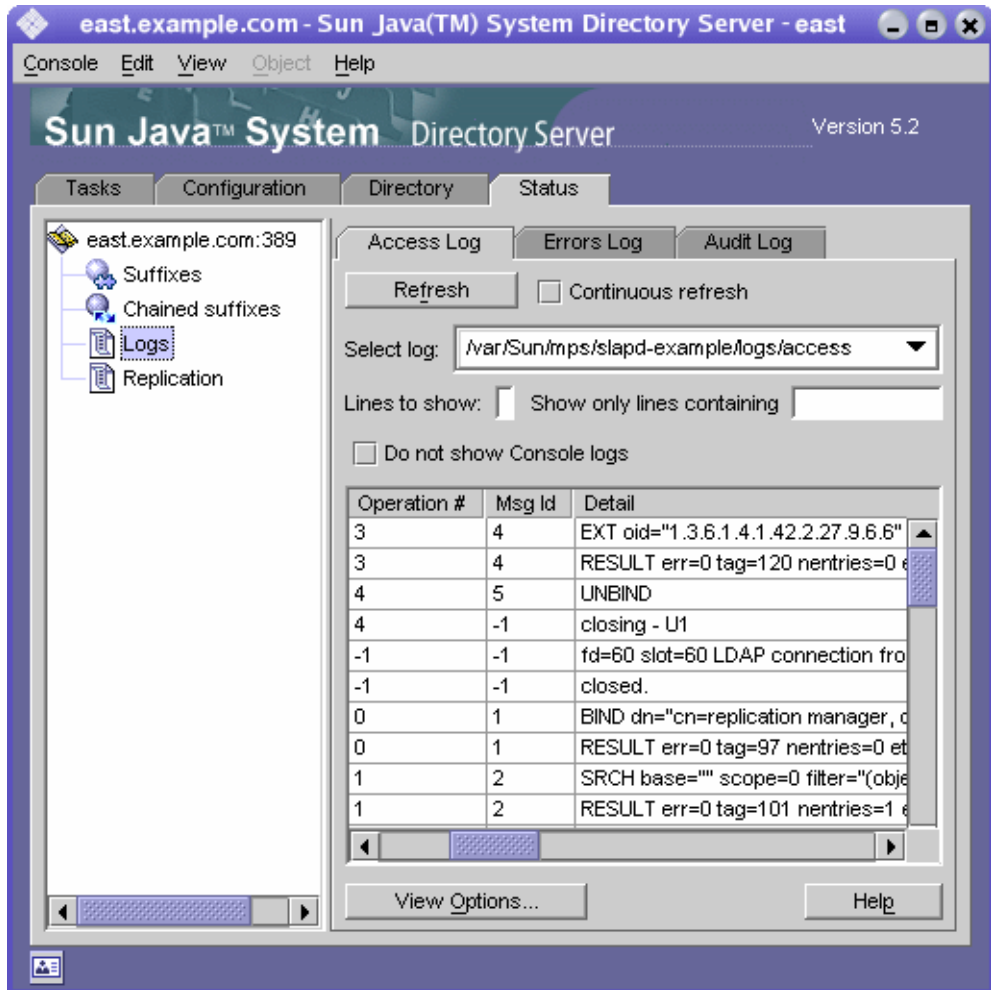 east.example.com - Sun Java(TM) System Directory Server - east
Console Edit View Object Help
Sun Java™ System Directory Server Version 5.2
Tasks Configuration Directory Status
east.example.com:389
Suffixes
Chained suffixes
Logs
Replication
Access Log Errors Log Audit Log
Refresh Continuous refresh
Select log: /var/Sun/mps/slapd-example/logs/access
Lines to show: Show only lines containing
Do not show Console logs
Operation # Msg Id Detail
3 4 EXT oid="1.3.6.1.4.1.42.2.27.9.6.6"
3 4 RESULT err=0 tag=120 nentries=0
4 5 UNBIND
4 -1 closing - U1
-1 -1 fd=60 slot=60 LDAP connection fro
-1 -1 closed.
0 1 BIND dn="cn=replication manager,
0 1 RESULT err=0 tag=97 nentries=0 et
1 2 SRCH base="" scope=0 filter="(obje
1 2 RESULT err=0 tag=101 nentries=1
View Options... Help